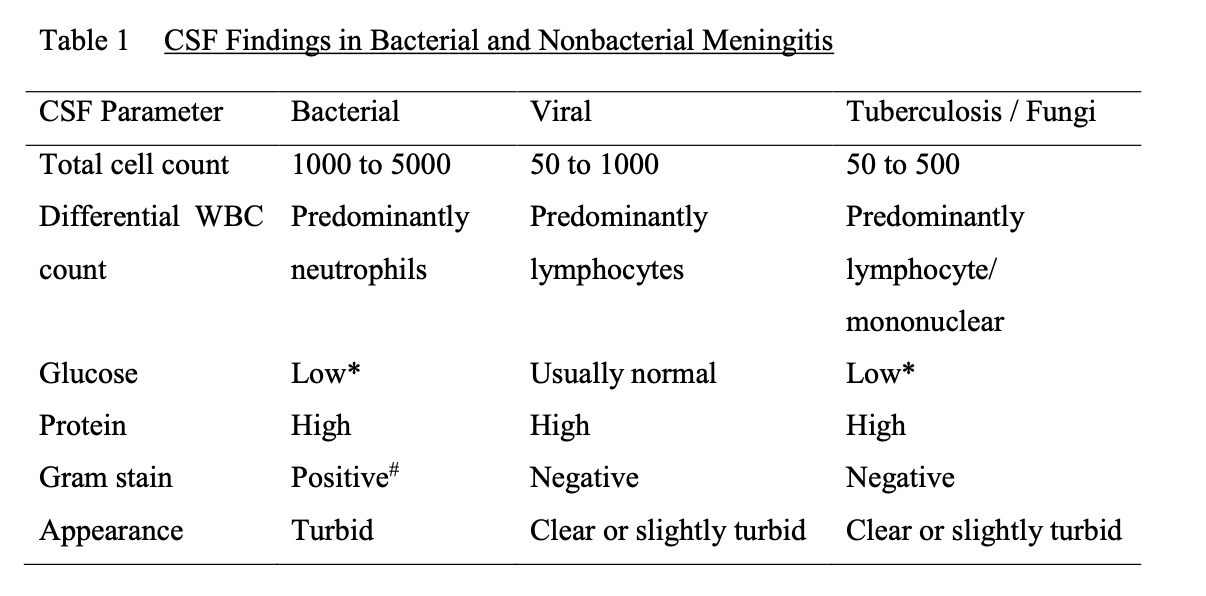 Table 1 CSF Findings in Bacterial and Nonbacterial Meningitis
CSF Parameter Bacterial Viral Tuberculosis / Fungi
Total cell count 1000 to 5000 50 to 1000 50 to 500
Differential WBC Predominantly Predominantly Predominantly
count neutrophils lymphocytes lymphocyte/
mononuclear
Glucose Low* Usually normal Low*
Protein High High High
Gram stain Positive# Negative Negative
Appearance Turbid Clear or slightly turbid Clear or slightly turbid